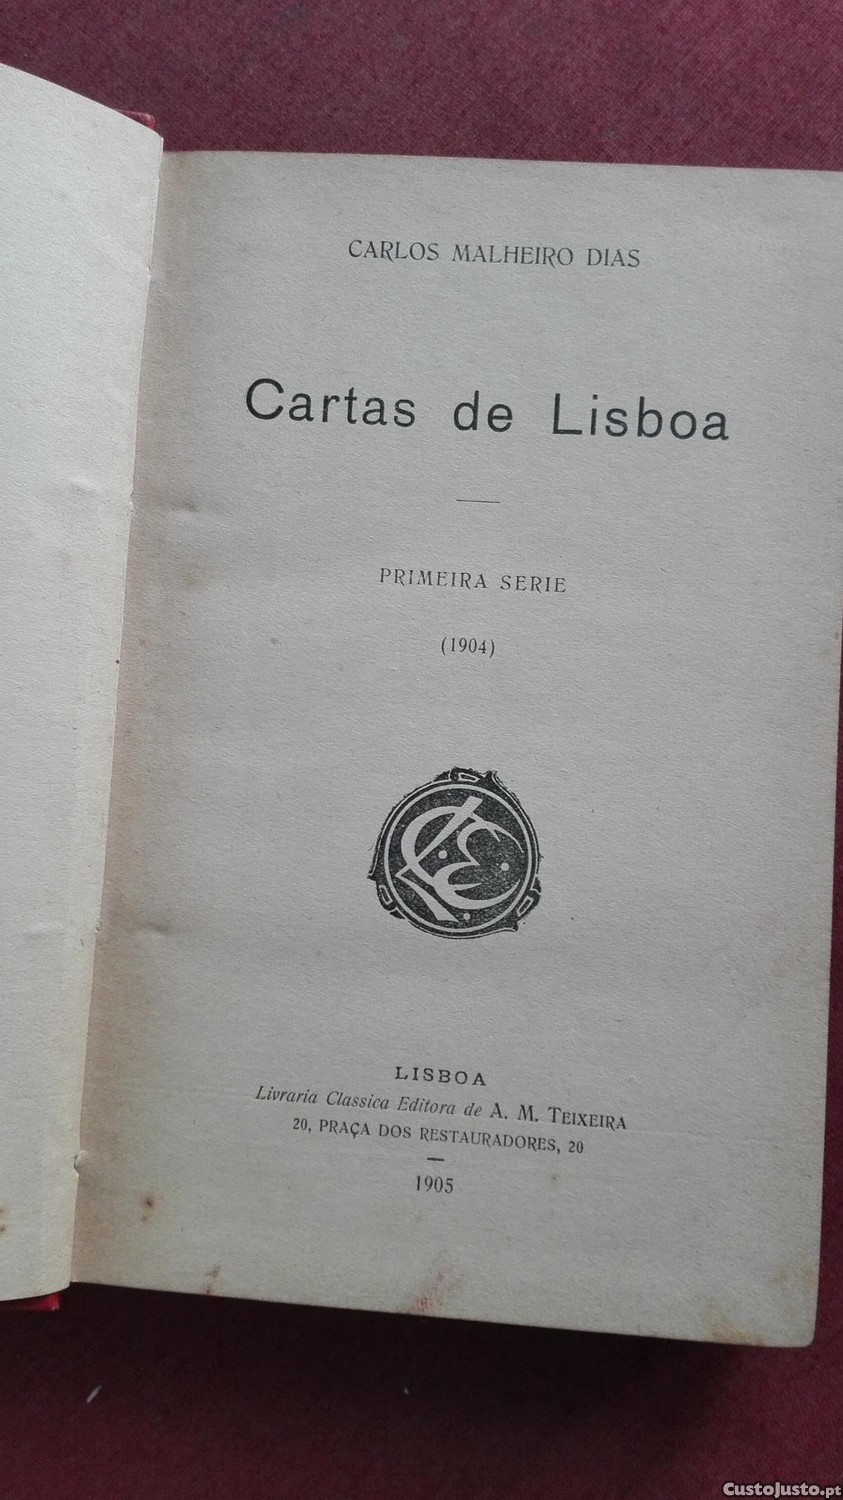 CARLOS MALHEIRO DIAS
Cartas de Lisboa
PRIMEIRA SERIE
(1904)
LISBOA
Livraria Classica Editora de A. M. TEIXEIRA
20, PRAÇA DOS RESTAURADORES, 20
1905
CustoJusto.pt